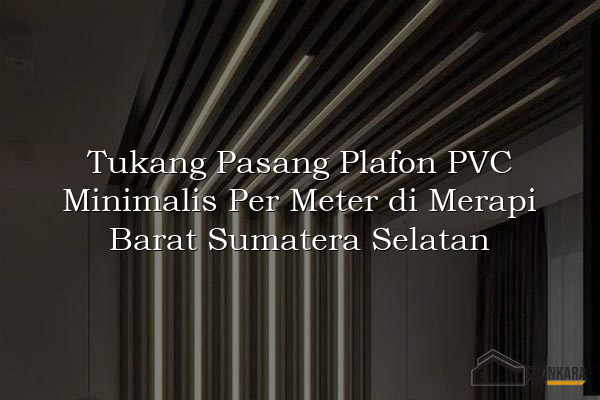 Tukang Pasang Plafon PVC
Minimalis Per Meter di Merapi
Barat Sumatera Selatan